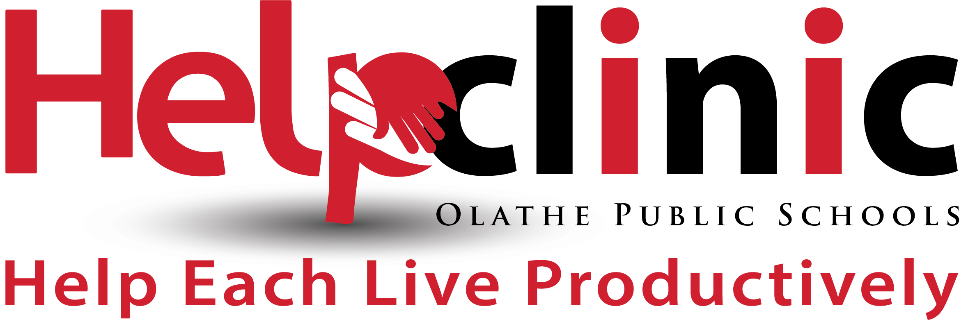 Helpclinic
Olathe Public Schools
Help Each Live Productively